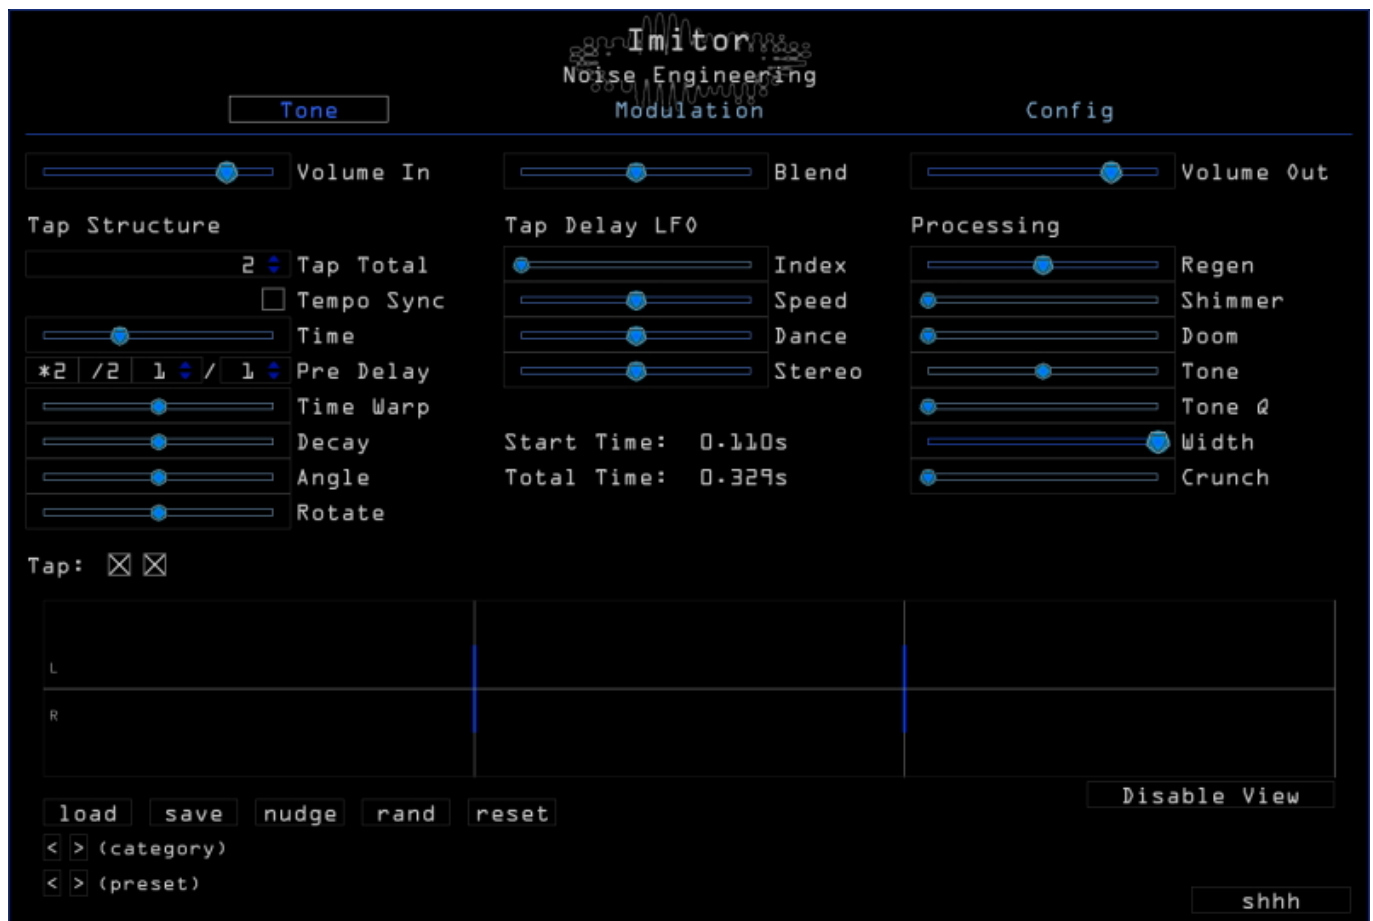 Imitor
Noise Engineering
Tone Modulation Config
Volume In Blend Volume Out
Tap Structure Tap Delay LFO Processing
2 Tap Total Index Regen
Tempo Sync Speed Shimmer
Time Dance Doom
*2 /2 1 / 1 Pre Delay Stereo Tone
Time Warp Tone Q
Decay Start Time: 0.110s Width
Angle Total Time: 0.329s Crunch
Rotate
Tap:
L
R
Disable View
load save nudge rand reset
< > (category)
< > (preset)
shhh